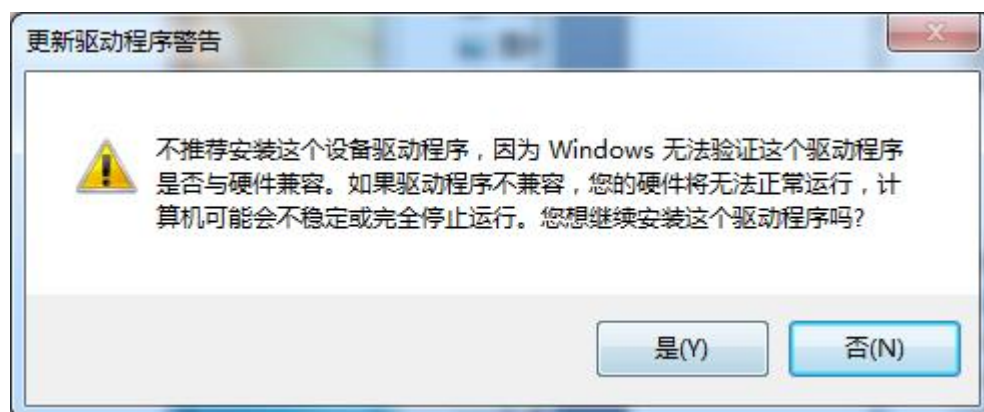 更新驱动程序警告
不推荐安装这个设备驱动程序，因为 Windows 无法验证这个驱动程序
是否与硬件兼容。如果驱动程序不兼容，您的硬件将无法正常运行，计
算机可能会不稳定或完全停止运行。您想继续安装这个驱动程序吗?
是(Y)
否(N)